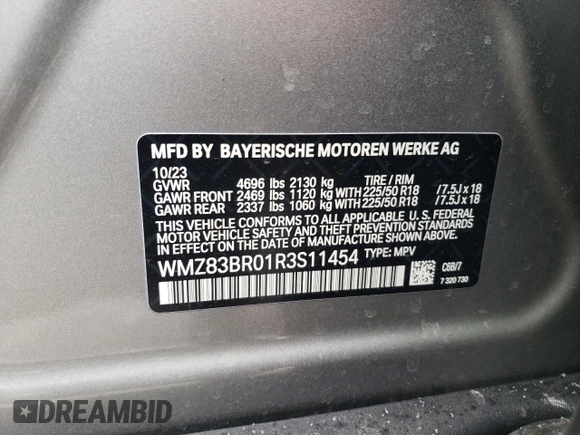 MFD BY BAYERISCHE MOTOREN WERKE AG
10/23
GVWR 4696 lbs 2130 kg TIRE / RIM
GAWR FRONT 2469 lbs 1120 kg WITH 225/50 R18 /7.5J x 18
GAWR REAR 2337 lbs 1060 kg WITH 225/50 R18 /7.5J x 18
THIS VEHICLE CONFORMS TO ALL APPLICABLE U. S. FEDERAL
MOTOR VEHICLE SAFETY AND THEFT PREVENTION STANDARDS
IN EFFECT ON THE DATE OF MANUFACTURE SHOWN ABOVE.
WMZ83BR01R3S11454 TYPE: MPV
C6B/7
7 320 730
DREAMBID